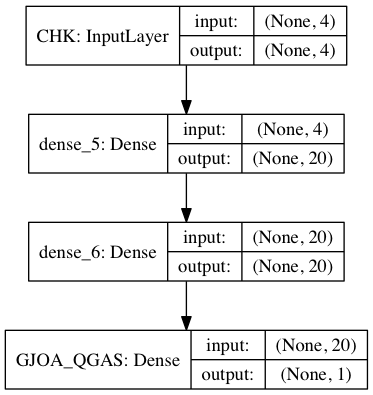 CHK: InputLayer
input: (None, 4)
output: (None, 4)
dense_5: Dense
input: (None, 4)
output: (None, 20)
dense_6: Dense
input: (None, 20)
output: (None, 20)
GJOA_QGAS: Dense
input: (None, 20)
output: (None, 1)